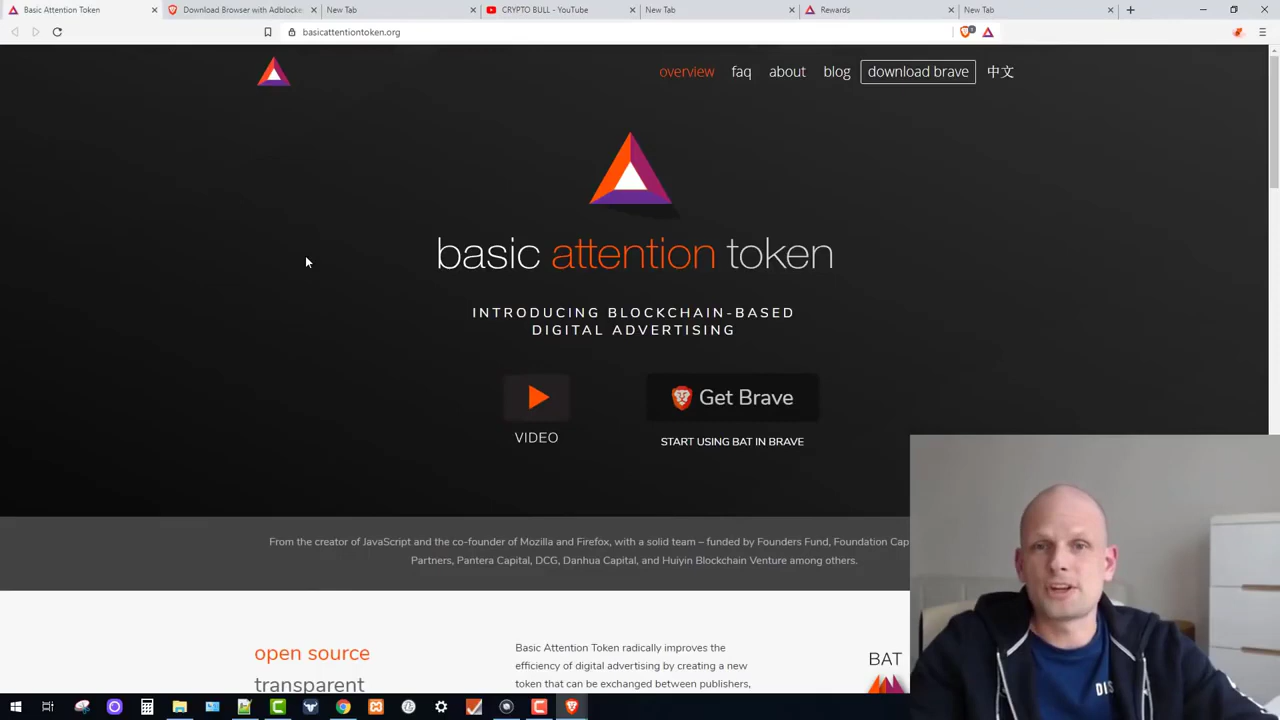 Basic Attention Token
Download Browser with Adblocke
New Tab
CRYPTO BULL - YouTube
New Tab
Rewards
New Tab
basicattentiontoken.org
overview
faq
about
blog
download brave
中文
basic attention token
INTRODUCING BLOCKCHAIN-BASED
DIGITAL ADVERTISING
Get Brave
VIDEO
START USING BAT IN BRAVE
From the creator of JavaScript and the co-founder of Mozilla and Firefox, with a solid team – funded by Founders Fund, Foundation Cap
Partners, Pantera Capital, DCG, Danhua Capital, and Huiyin Blockchain Venture among others.
open source
transparent
Basic Attention Token radically improves the
efficiency of digital advertising by creating a new
token that can be exchanged between publishers,
BAT
DIS